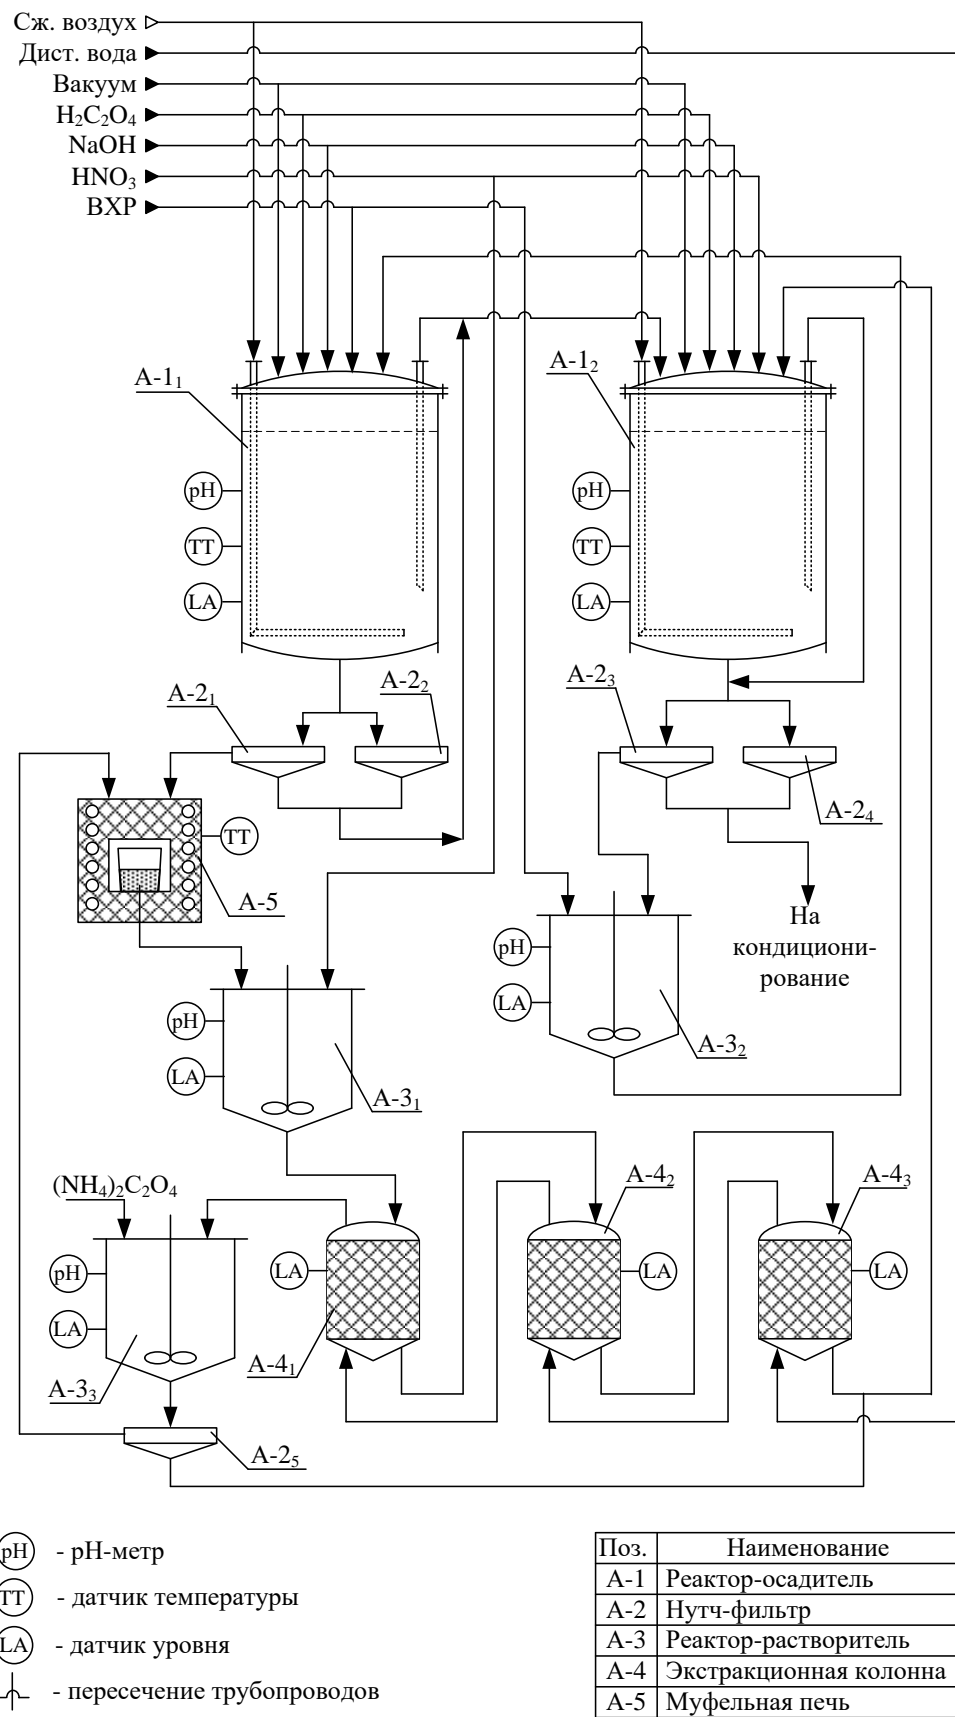 Сж. воздух
Дист. вода
Вакуум
H₂C₂O₄
NaOH
HNO₃
ВХР
А-1₁
А-1₂
pH
pH
TT
TT
LA
LA
А-2₁
А-2₂
А-2₃
А-2₄
TT
А-5
На
кондициони-
рование
pH
LA
А-3₂
pH
LA
А-3₁
(NH₄)₂C₂O₄
А-4₂
А-4₃
pH
LA
LA
LA
LA
А-4₁
А-3₃
А-2₅
pH - pH-метр
TT - датчик температуры
LA - датчик уровня
- пересечение трубопроводов
Поз. Наименование
А-1 Реактор-осадитель
А-2 Нутч-фильтр
А-3 Реактор-растворитель
А-4 Экстракционная колонна
А-5 Муфельная печь